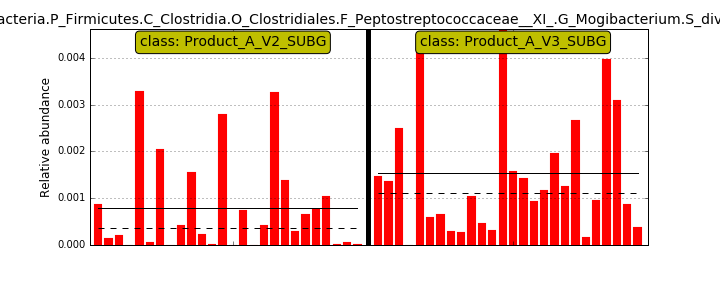 acteria.P_Firmicutes.C_Clostridia.O_Clostridiales.F_Peptostreptococcaceae__XI_.G_Mogibacterium.S_div
class: Product_A_V2_SUBG
class: Product_A_V3_SUBG
0.004
0.003
0.002
0.001
0.000
Relative abundance